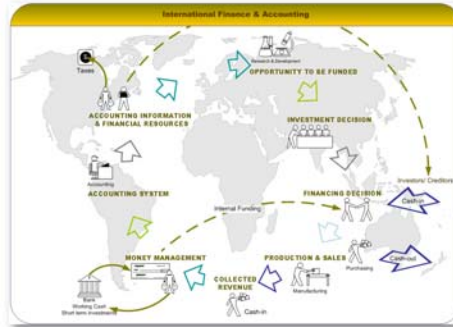 International Finance & Accounting
Taxes
Research & Development
OPPORTUNITY TO BE FUNDED
ACCOUNTING INFORMATION
& FINANCIAL RESOURCES
INVESTMENT DECISION
Accounting
ACCOUNTING SYSTEM
Investors/ Creditors
FINANCING DECISION
Cash-in
Internal Funding
MONEY MANAGEMENT
PRODUCTION & SALES
Purchasing
Cash-out
COLLECTED
REVENUE
Manufacturing
Bank
Working Cash
Short term investments
Cash-in